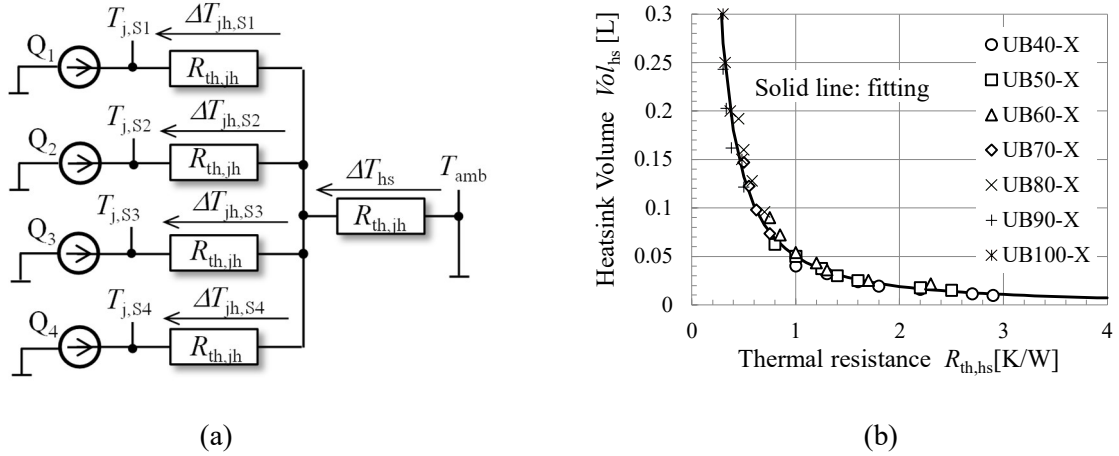 T_j,S1 ΔT_jh,S1
Q_1 R_th,jh
T_j,S2 ΔT_jh,S2
Q_2 R_th,jh
ΔT_hs T_amb
R_th,jh
T_j,S3 ΔT_jh,S3
Q_3 R_th,jh
T_j,S4 ΔT_jh,S4
Q_4 R_th,jh
(a)
Heatsink Volume Vol_hs [L]
0.3
0.25
0.2
0.15
0.1
0.05
0
0 1 2 3 4
Thermal resistance R_th,hs[K/W]
Solid line: fitting
UB40-X
UB50-X
UB60-X
UB70-X
UB80-X
UB90-X
UB100-X
(b)